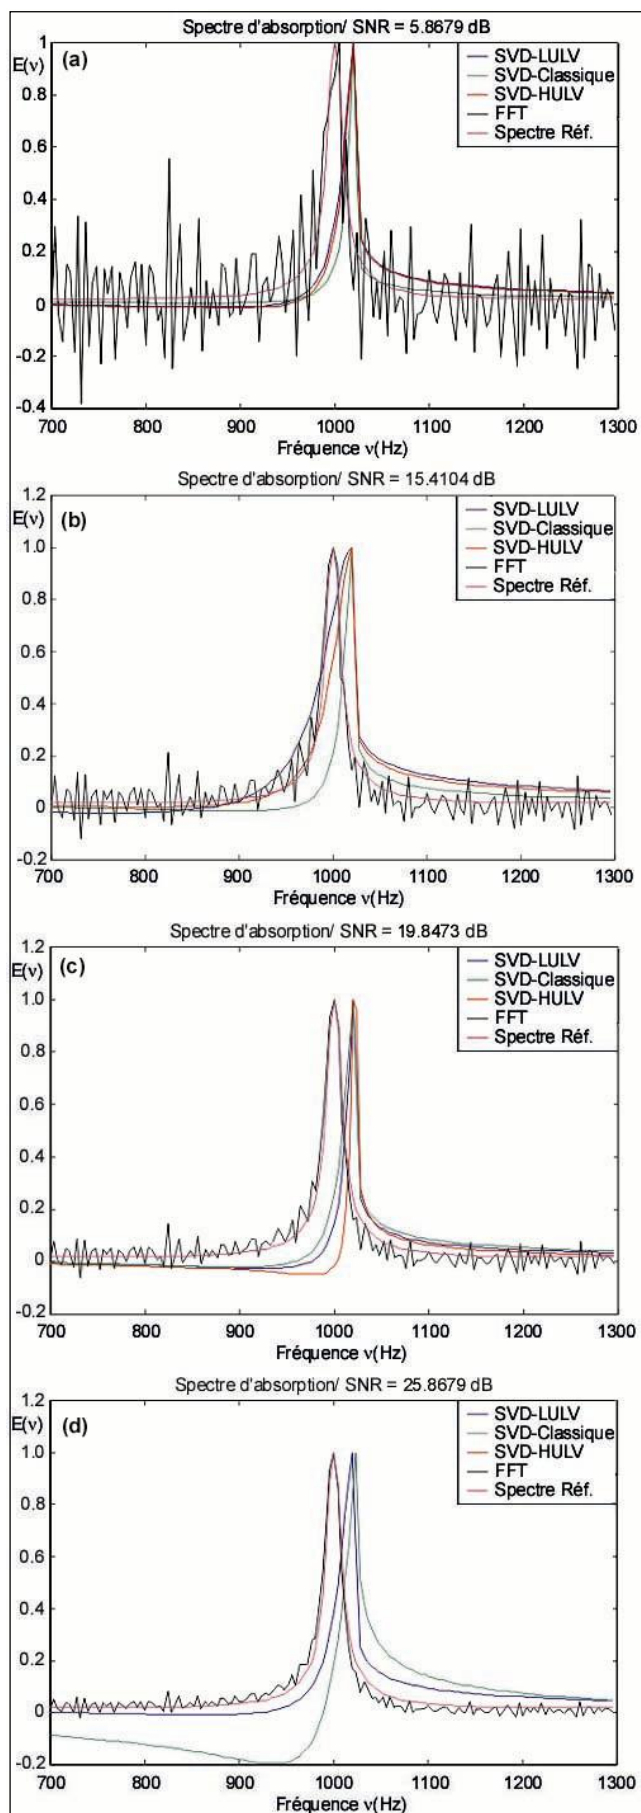 Spectre d'absorption/ SNR = 5.8679 dB
E(ν)
(a)
SVD-LULV
SVD-Classique
SVD-HULV
FFT
Spectre Réf.
1
0.8
0.6
0.4
0.2
0
-0.2
-0.4
700 800 900 1000 1100 1200 1300
Fréquence ν(Hz)
Spectre d'absorption/ SNR = 15.4104 dB
E(ν)
(b)
SVD-LULV
SVD-Classique
SVD-HULV
FFT
Spectre Réf.
1.2
1.0
0.8
0.6
0.4
0.2
0
-0.2
700 800 900 1000 1100 1200 1300
Fréquence ν(Hz)
Spectre d'absorption/ SNR = 19.8473 dB
E(ν)
(c)
SVD-LULV
SVD-Classique
SVD-HULV
FFT
Spectre Réf.
1.2
1.0
0.8
0.6
0.4
0.2
0
-0.2
700 800 900 1000 1100 1200 1300
Fréquence ν(Hz)
Spectre d'absorption/ SNR = 25.8679 dB
E(ν)
(d)
SVD-LULV
SVD-Classique
SVD-HULV
FFT
Spectre Réf.
1.2
1.0
0.8
0.6
0.4
0.2
0
-0.2
700 800 900 1000 1100 1200 1300
Fréquence ν(Hz)